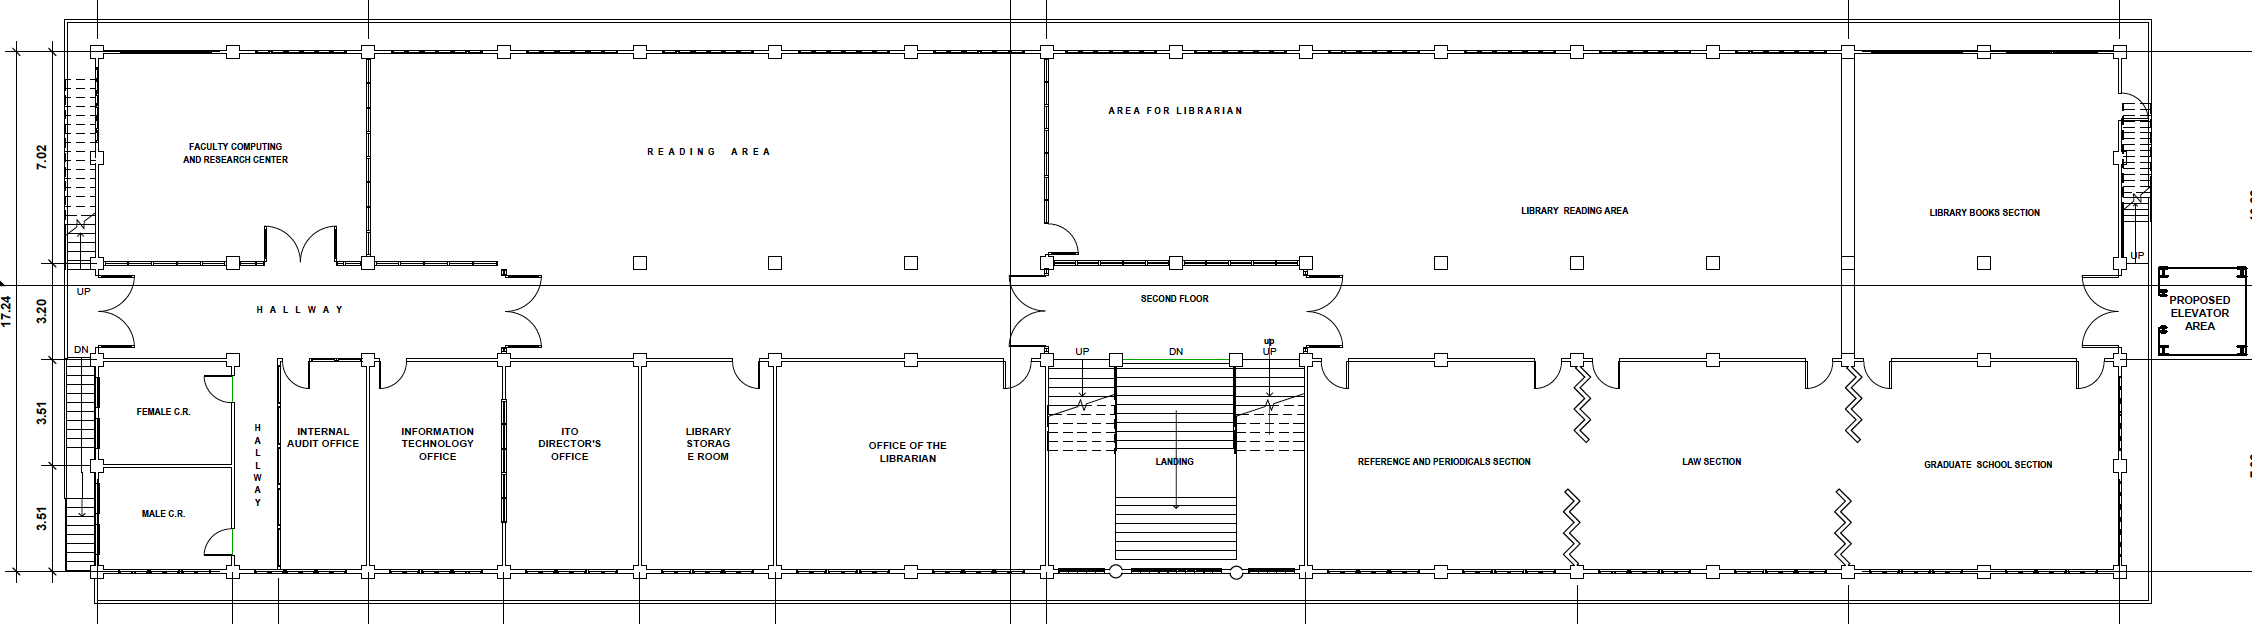 AREA FOR LIBRARIAN
FACULTY COMPUTING
AND RESEARCH CENTER
READING AREA
7.02
LIBRARY READING AREA
LIBRARY BOOKS SECTION
UP
UP
HALLWAY
SECOND FLOOR
PROPOSED
ELEVATOR
AREA
17.24
3.20
DN
UP
DN
up
UP
3.51
FEMALE C.R.
HALLWAY
INTERNAL
AUDIT OFFICE
INFORMATION
TECHNOLOGY
OFFICE
ITO
DIRECTOR'S
OFFICE
LIBRARY
STORAG
E ROOM
OFFICE OF THE
LIBRARIAN
LANDING
REFERENCE AND PERIODICALS SECTION
LAW SECTION
GRADUATE SCHOOL SECTION
3.51
MALE C.R.